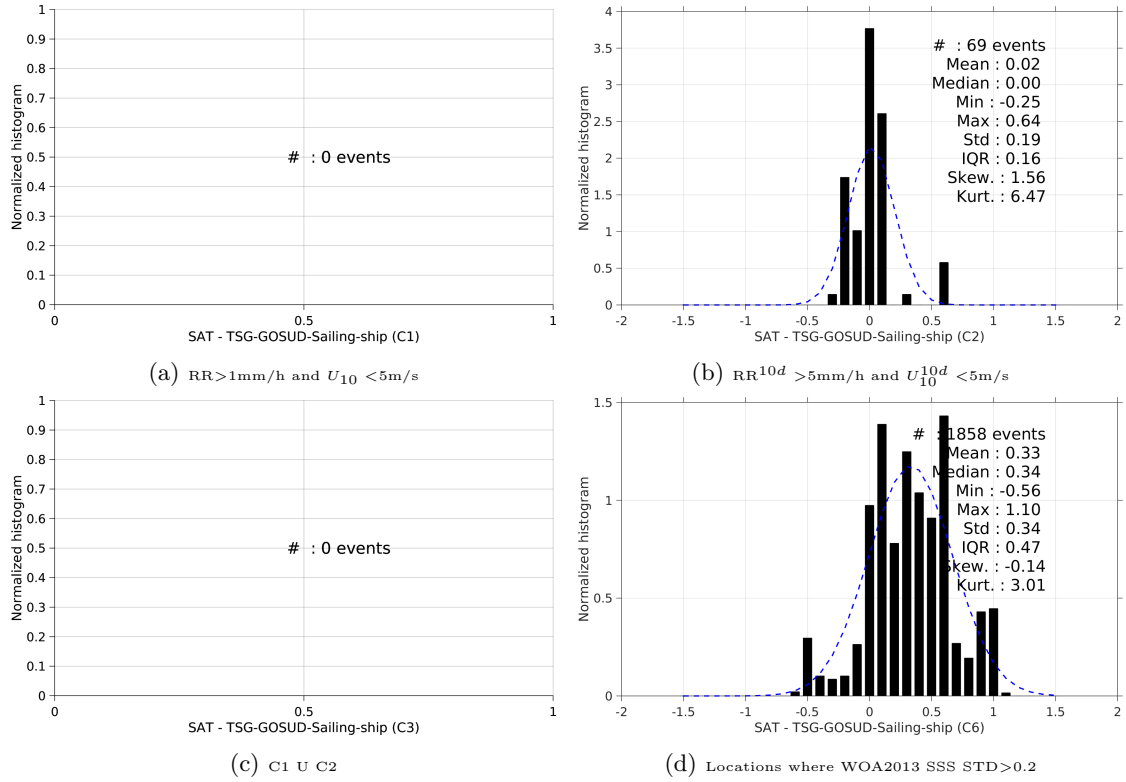 1
0.9
0.8
0.7
0.6
0.5
0.4
0.3
0.2
0.1
0
Normalized histogram
# : 0 events
0 0.5 1
SAT - TSG-GOSUD-Sailing-ship (C1)
(a) RR>1mm/h and U10 <5m/s
4
3.5
3
2.5
2
1.5
1
0.5
0
Normalized histogram
# : 69 events
Mean : 0.02
Median : 0.00
Min : -0.25
Max : 0.64
Std : 0.19
IQR : 0.16
Skew. : 1.56
Kurt. : 6.47
-2 -1.5 -1 -0.5 0 0.5 1 1.5 2
SAT - TSG-GOSUD-Sailing-ship (C2)
(b) RR^10d >5mm/h and U10^10d <5m/s
1
0.9
0.8
0.7
0.6
0.5
0.4
0.3
0.2
0.1
0
Normalized histogram
# : 0 events
0 0.5 1
SAT - TSG-GOSUD-Sailing-ship (C3)
(c) C1 U C2
1.5
1
0.5
0
Normalized histogram
# : 1858 events
Mean : 0.33
Median : 0.34
Min : -0.56
Max : 1.10
Std : 0.34
IQR : 0.47
Skew. : -0.14
Kurt. : 3.01
-2 -1.5 -1 -0.5 0 0.5 1 1.5 2
SAT - TSG-GOSUD-Sailing-ship (C6)
(d) Locations where WOA2013 SSS STD>0.2